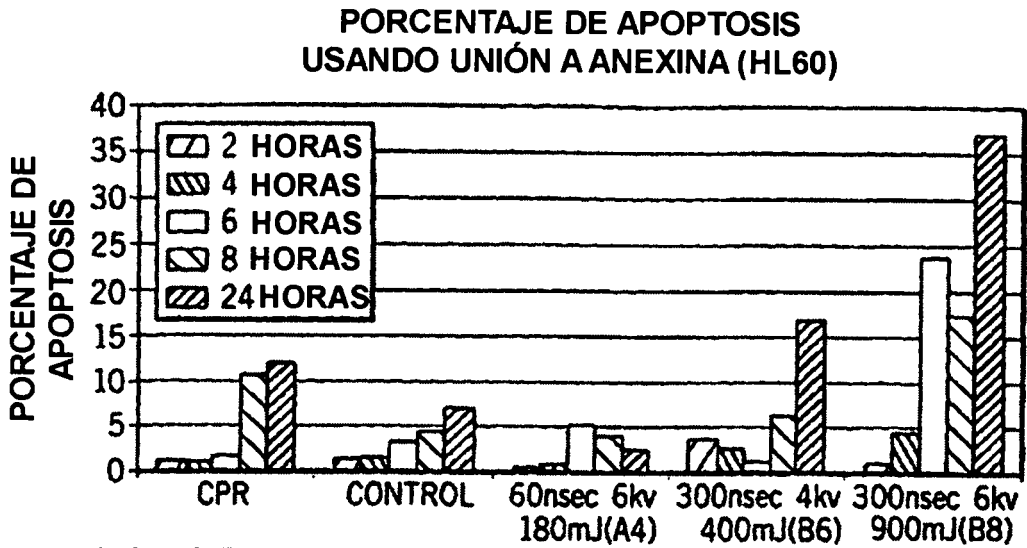 PORCENTAJE DE APOPTOSIS
USANDO UNIÓN A ANEXINA (HL60)
PORCENTAJE DE
APOPTOSIS
40
35
30
25
20
15
10
5
0
2 HORAS
4 HORAS
6 HORAS
8 HORAS
24 HORAS
CPR
CONTROL
60nsec 6kv
180mJ(A4)
300nsec 4kv
400mJ(B6)
300nsec 6kv
900mJ(B8)